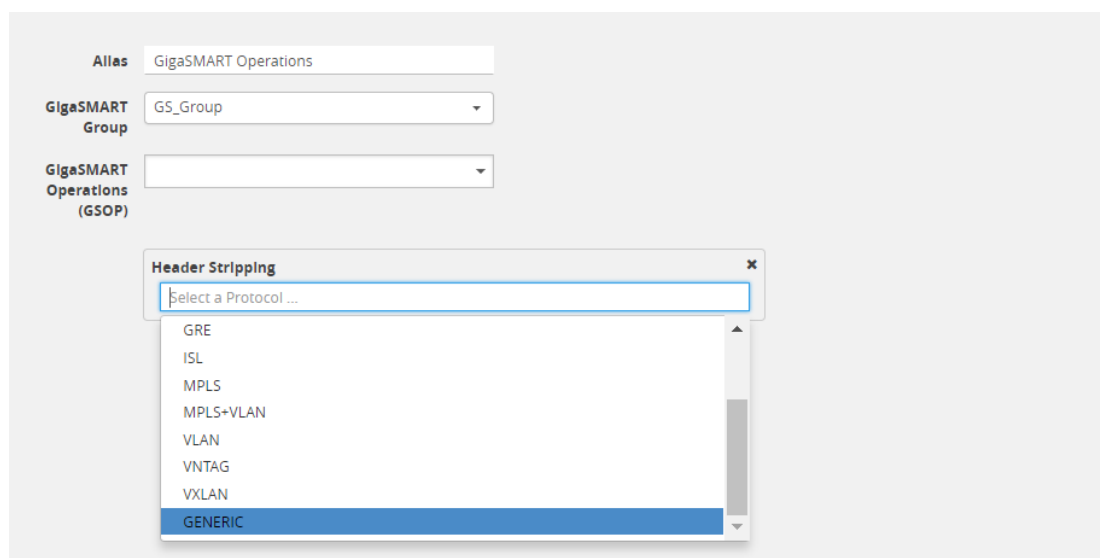 Alias GigaSMART Operations
GigaSMART
Group
GS_Group
GigaSMART
Operations
(GSOP)
Header Stripping
Select a Protocol ...
GRE
ISL
MPLS
MPLS+VLAN
VLAN
VNTAG
VXLAN
GENERIC